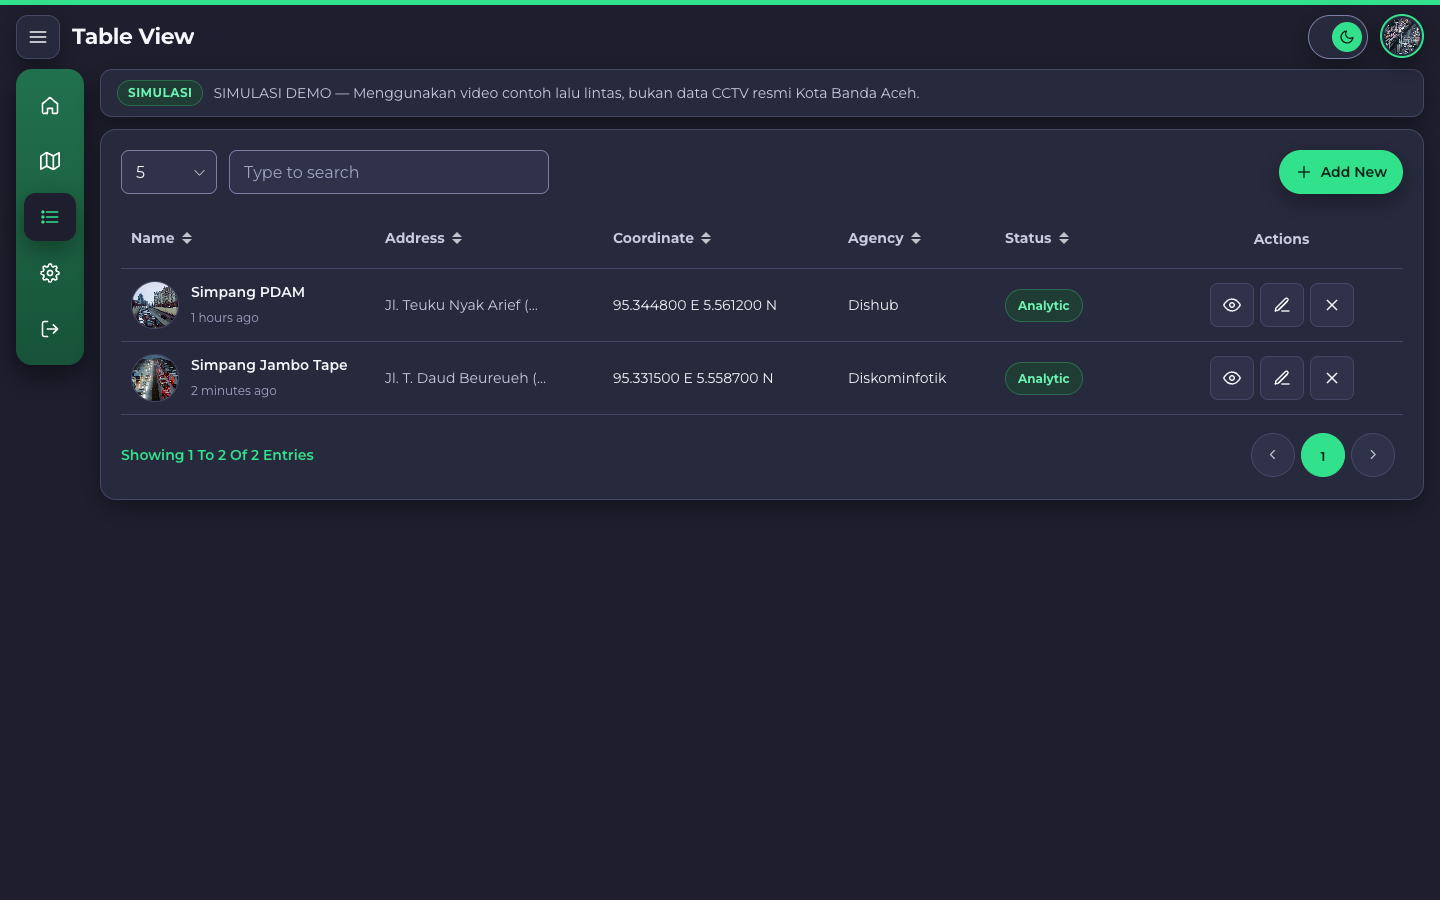 Table View
SIMULASI SIMULASI DEMO — Menggunakan video contoh lalu lintas, bukan data CCTV resmi Kota Banda Aceh.
5 Type to search + Add New
Name Address Coordinate Agency Status Actions
Simpang PDAM
1 hours ago
Jl. Teuku Nyak Arief (... 95.344800 E 5.561200 N Dishub Analytic
Simpang Jambo Tape
2 minutes ago
Jl. T. Daud Beureueh (... 95.331500 E 5.558700 N Diskominfotik Analytic
Showing 1 To 2 Of 2 Entries 1